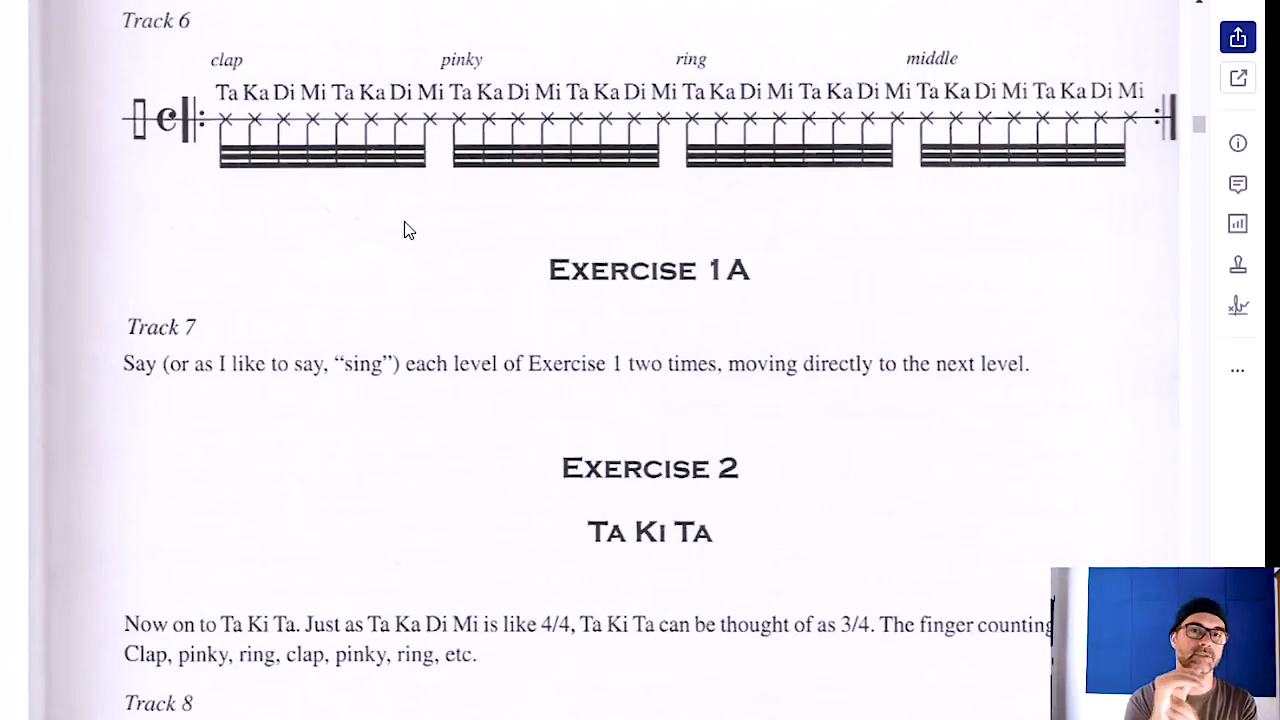 Track 6
clap pinky ring middle
Ta Ka Di Mi Ta Ka Di Mi Ta Ka Di Mi Ta Ka Di Mi Ta Ka Di Mi Ta Ka Di Mi Ta Ka Di Mi Ta Ka Di Mi
EXERCISE 1A
Track 7
Say (or as I like to say, “sing”) each level of Exercise 1 two times, moving directly to the next level.
EXERCISE 2
TA KI TA
Now on to Ta Ki Ta. Just as Ta Ka Di Mi is like 4/4, Ta Ki Ta can be thought of as 3/4. The finger counting
Clap, pinky, ring, clap, pinky, ring, etc.
Track 8